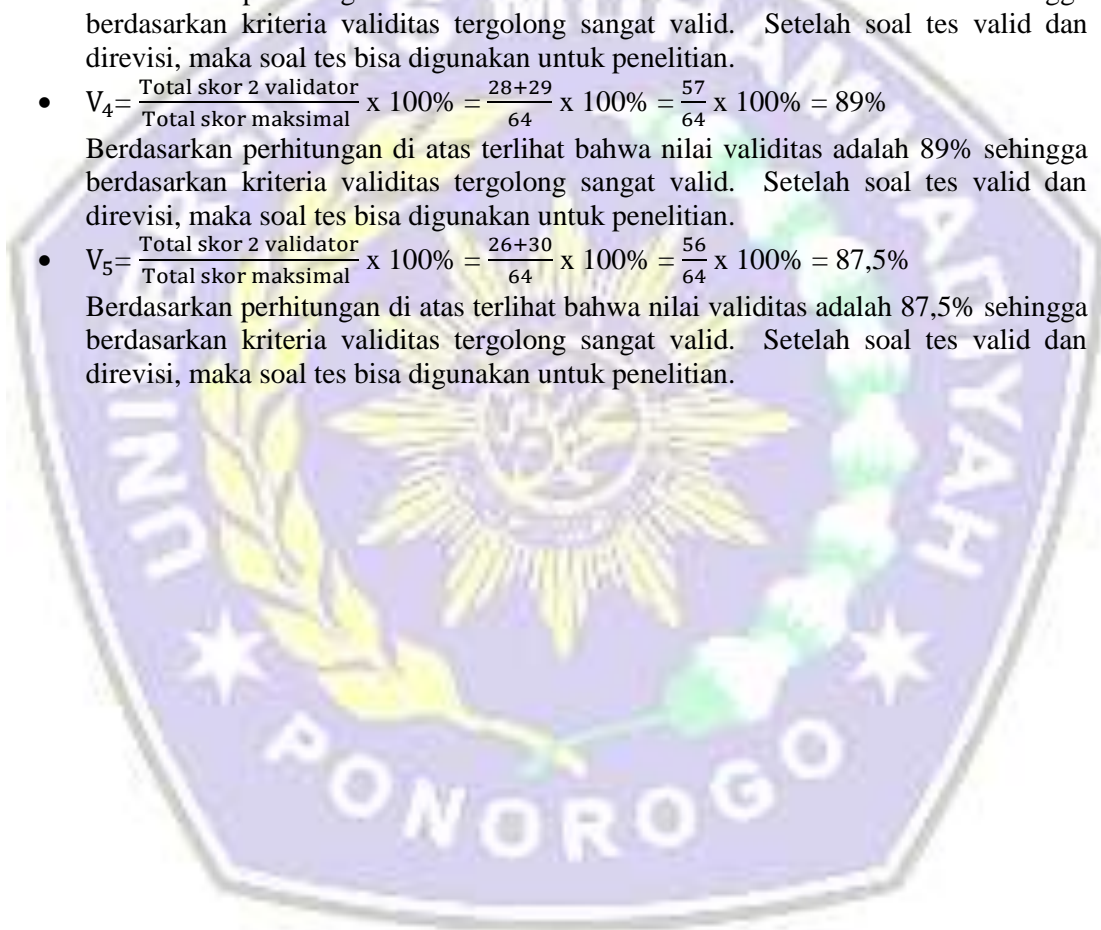 berdasarkan kriteria validitas tergolong sangat valid. Setelah soal tes valid dan
direvisi, maka soal tes bisa digunakan untuk penelitian.
• V₄= Total skor 2 validator / Total skor maksimal x 100% = 28+29 / 64 x 100% = 57 / 64 x 100% = 89%
Berdasarkan perhitungan di atas terlihat bahwa nilai validitas adalah 89% sehingga
berdasarkan kriteria validitas tergolong sangat valid. Setelah soal tes valid dan
direvisi, maka soal tes bisa digunakan untuk penelitian.
• V₅= Total skor 2 validator / Total skor maksimal x 100% = 26+30 / 64 x 100% = 56 / 64 x 100% = 87,5%
Berdasarkan perhitungan di atas terlihat bahwa nilai validitas adalah 87,5% sehingga
berdasarkan kriteria validitas tergolong sangat valid. Setelah soal tes valid dan
direvisi, maka soal tes bisa digunakan untuk penelitian.
PONOROGO